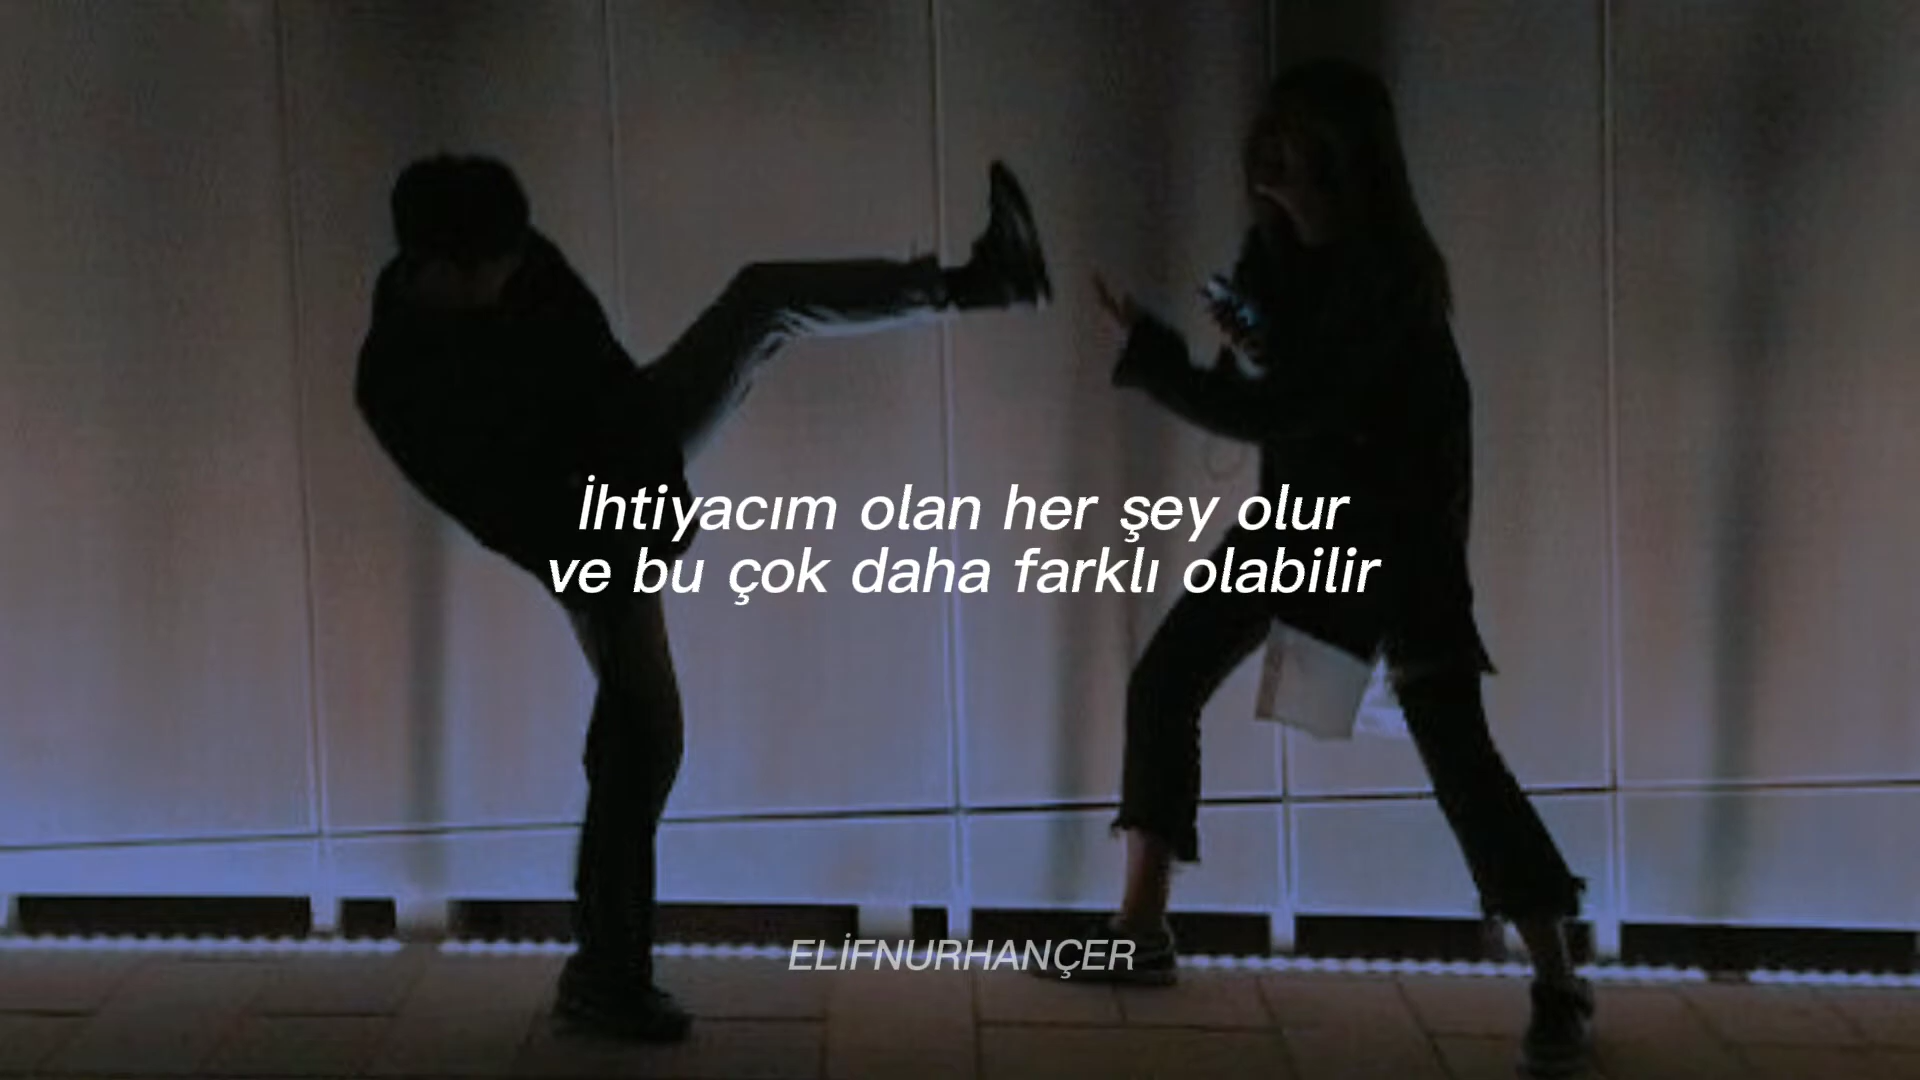 İhtiyacım olan her şey olur
ve bu çok daha farklı olabilir
ELİFNURHANÇER